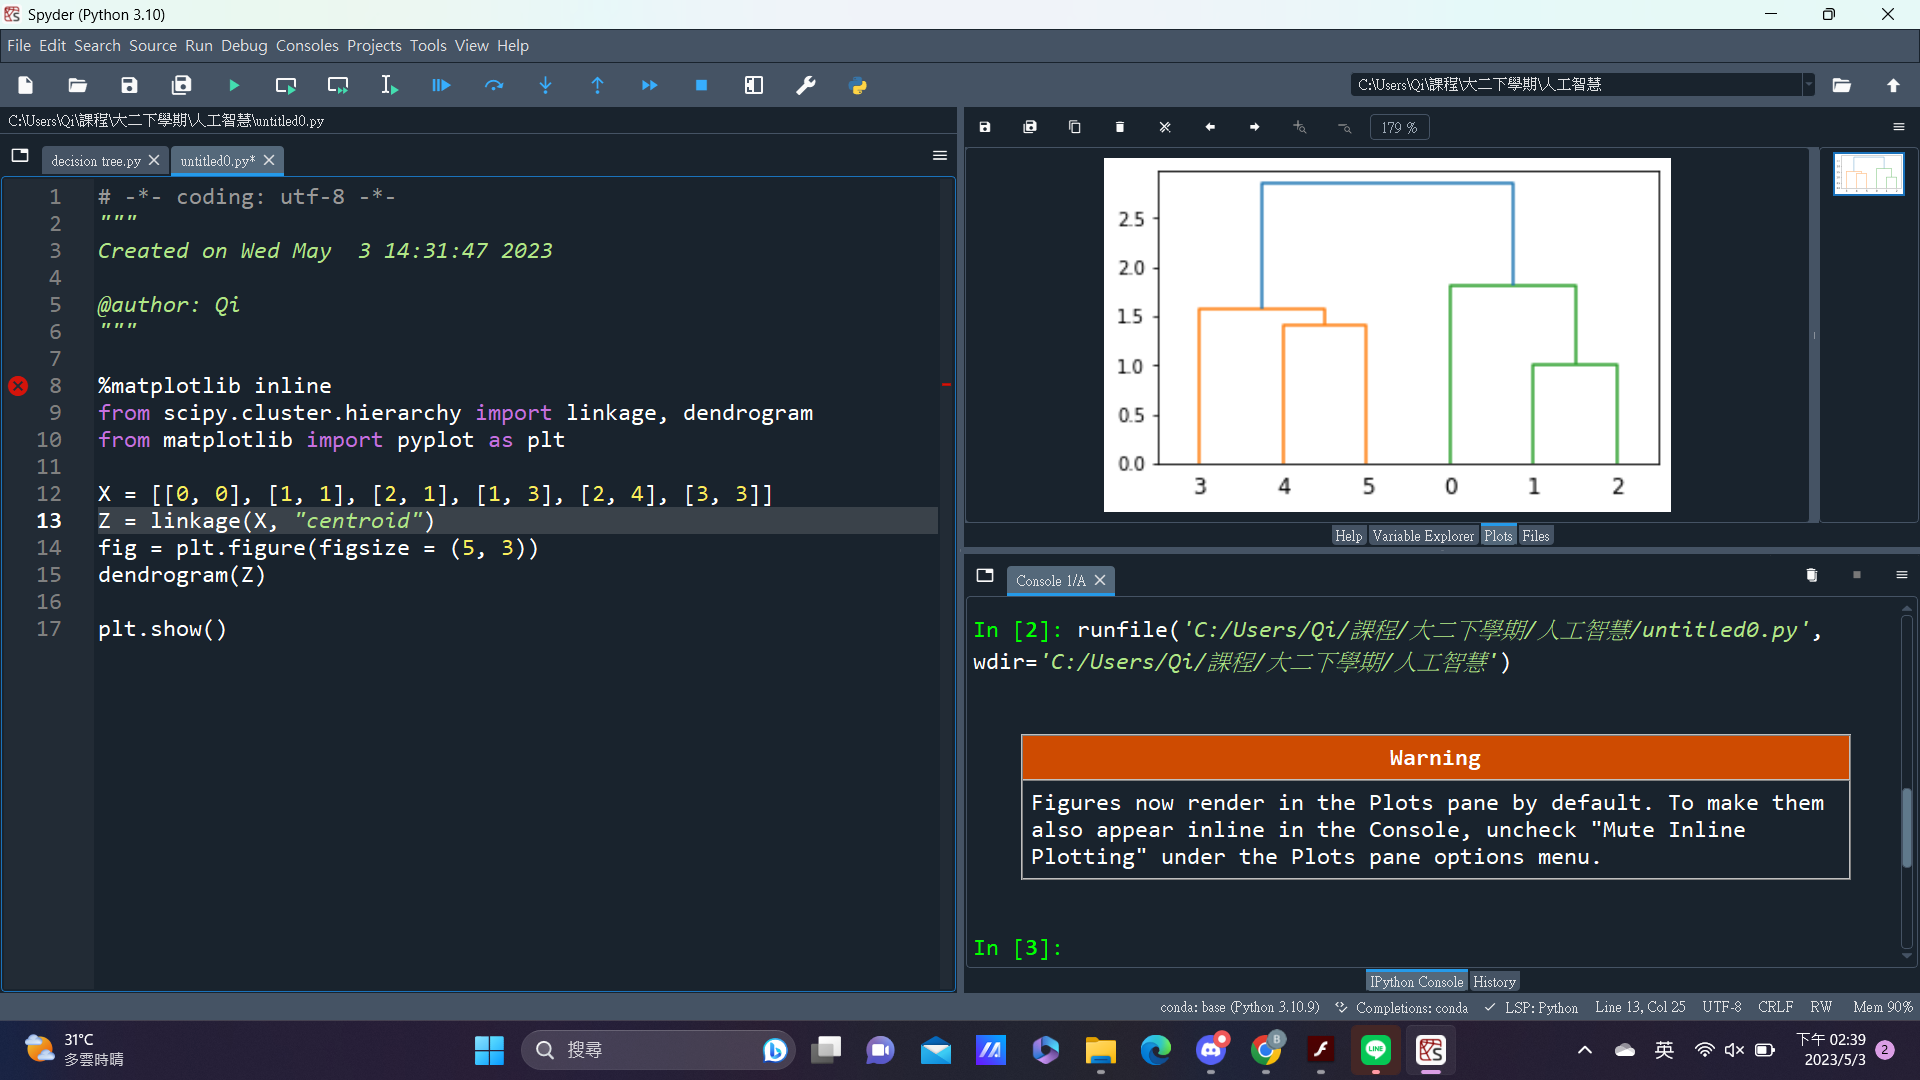 Spyder (Python 3.10)
File Edit Search Source Run Debug Consoles Projects Tools View Help
C:\Users\Qi\課程\大二下學期\人工智慧
C:\Users\Qi\課程\大二下學期\人工智慧\untitled0.py
decision tree.py
untitled0.py*
1 # -*- coding: utf-8 -*-
2 """
3 Created on Wed May  3 14:31:47 2023
4
5 @author: Qi
6 """
7
8 %matplotlib inline
9 from scipy.cluster.hierarchy import linkage, dendrogram
10 from matplotlib import pyplot as plt
11
12 X = [[0, 0], [1, 1], [2, 1], [1, 3], [2, 4], [3, 3]]
13 Z = linkage(X, "centroid")
14 fig = plt.figure(figsize = (5, 3))
15 dendrogram(Z)
16
17 plt.show()
179 %
2.5
2.0
1.5
1.0
0.5
0.0
3 4 5 0 1 2
Help Variable Explorer Plots Files
Console 1/A
In [2]: runfile('C:/Users/Qi/課程/大二下學期/人工智慧/untitled0.py',
wdir='C:/Users/Qi/課程/大二下學期/人工智慧')
Warning
Figures now render in the Plots pane by default. To make them
also appear inline in the Console, uncheck "Mute Inline
Plotting" under the Plots pane options menu.
In [3]:
IPython Console History
conda: base (Python 3.10.9) Completions: conda LSP: Python Line 13, Col 25 UTF-8 CRLF RW Mem 90%
31°C
多雲時晴
搜尋
B
LINE
英
下午 02:39
2023/5/3
2